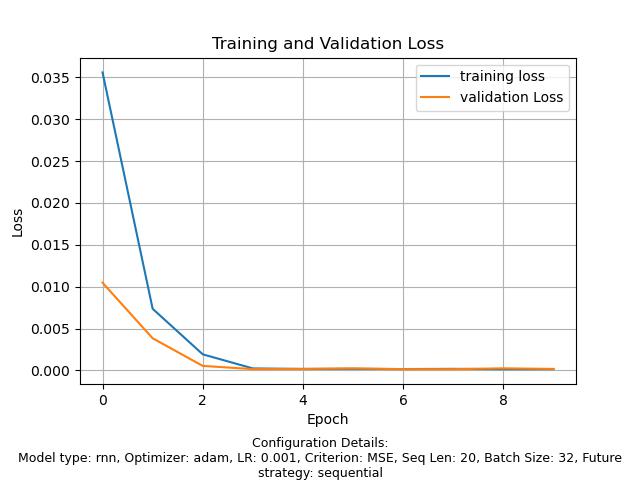 Training and Validation Loss
training loss
validation Loss
0.035
0.030
0.025
0.020
0.015
0.010
0.005
0.000
Loss
0 2 4 6 8
Epoch
Configuration Details:
Model type: rnn, Optimizer: adam, LR: 0.001, Criterion: MSE, Seq Len: 20, Batch Size: 32, Future
strategy: sequential